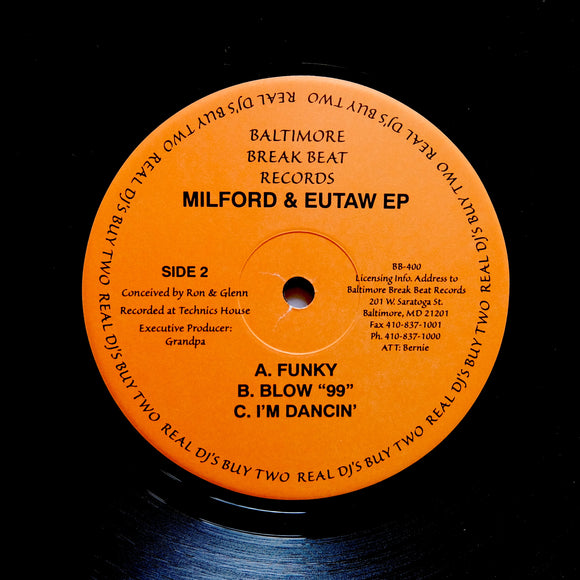 REAL DJ'S BUY TWO REAL DJ'S BUY TWO REAL DJ'S BUY TWO REAL DJ'S BUY TWO REAL DJ'S BUY TWO REAL DJ'S BUY TWO
BALTIMORE
BREAK BEAT
RECORDS
MILFORD & EUTAW EP
SIDE 2
Conceived by Ron & Glenn
Recorded at Technics House
Executive Producer:
Grandpa
BB-400
Licensing Info. Address to
Baltimore Break Beat Records
201 W. Saratoga St.
Baltimore, MD 21201
Fax 410-837-1001
Ph. 410-837-1000
ATT: Bernie
A. FUNKY
B. BLOW “99”
C. I'M DANCIN'